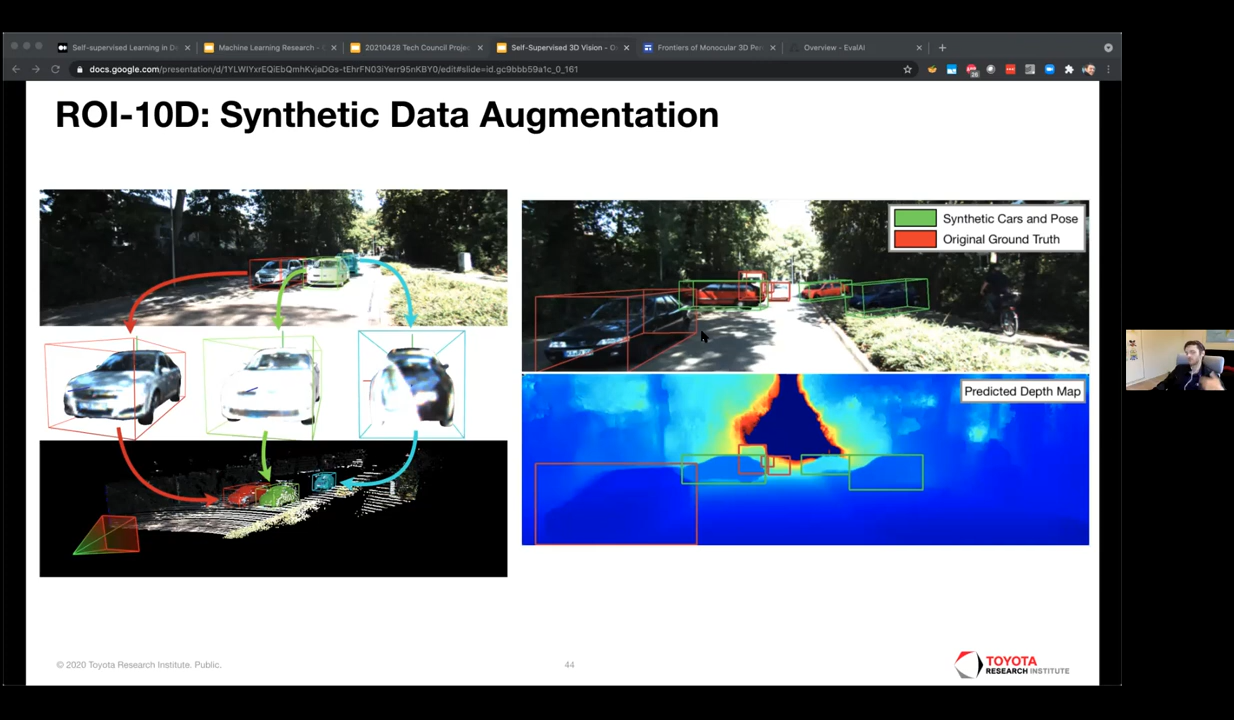 Self-supervised Learning in De
Machine Learning Research -
20210428 Tech Council Projec
Self-Supervised 3D Vision - O
Frontiers of Monocular 3D Per
Overview - EvalAI
docs.google.com/presentation/d/1YLWIYxrEQiEbQmhKvjaDGs-tEhrFN03iYerr95nKBY0/edit#slide=id.gc9bbb59a1c_0_161
ROI-10D: Synthetic Data Augmentation
Synthetic Cars and Pose
Original Ground Truth
Predicted Depth Map
© 2020 Toyota Research Institute. Public.
44
TOYOTA
RESEARCH INSTITUTE